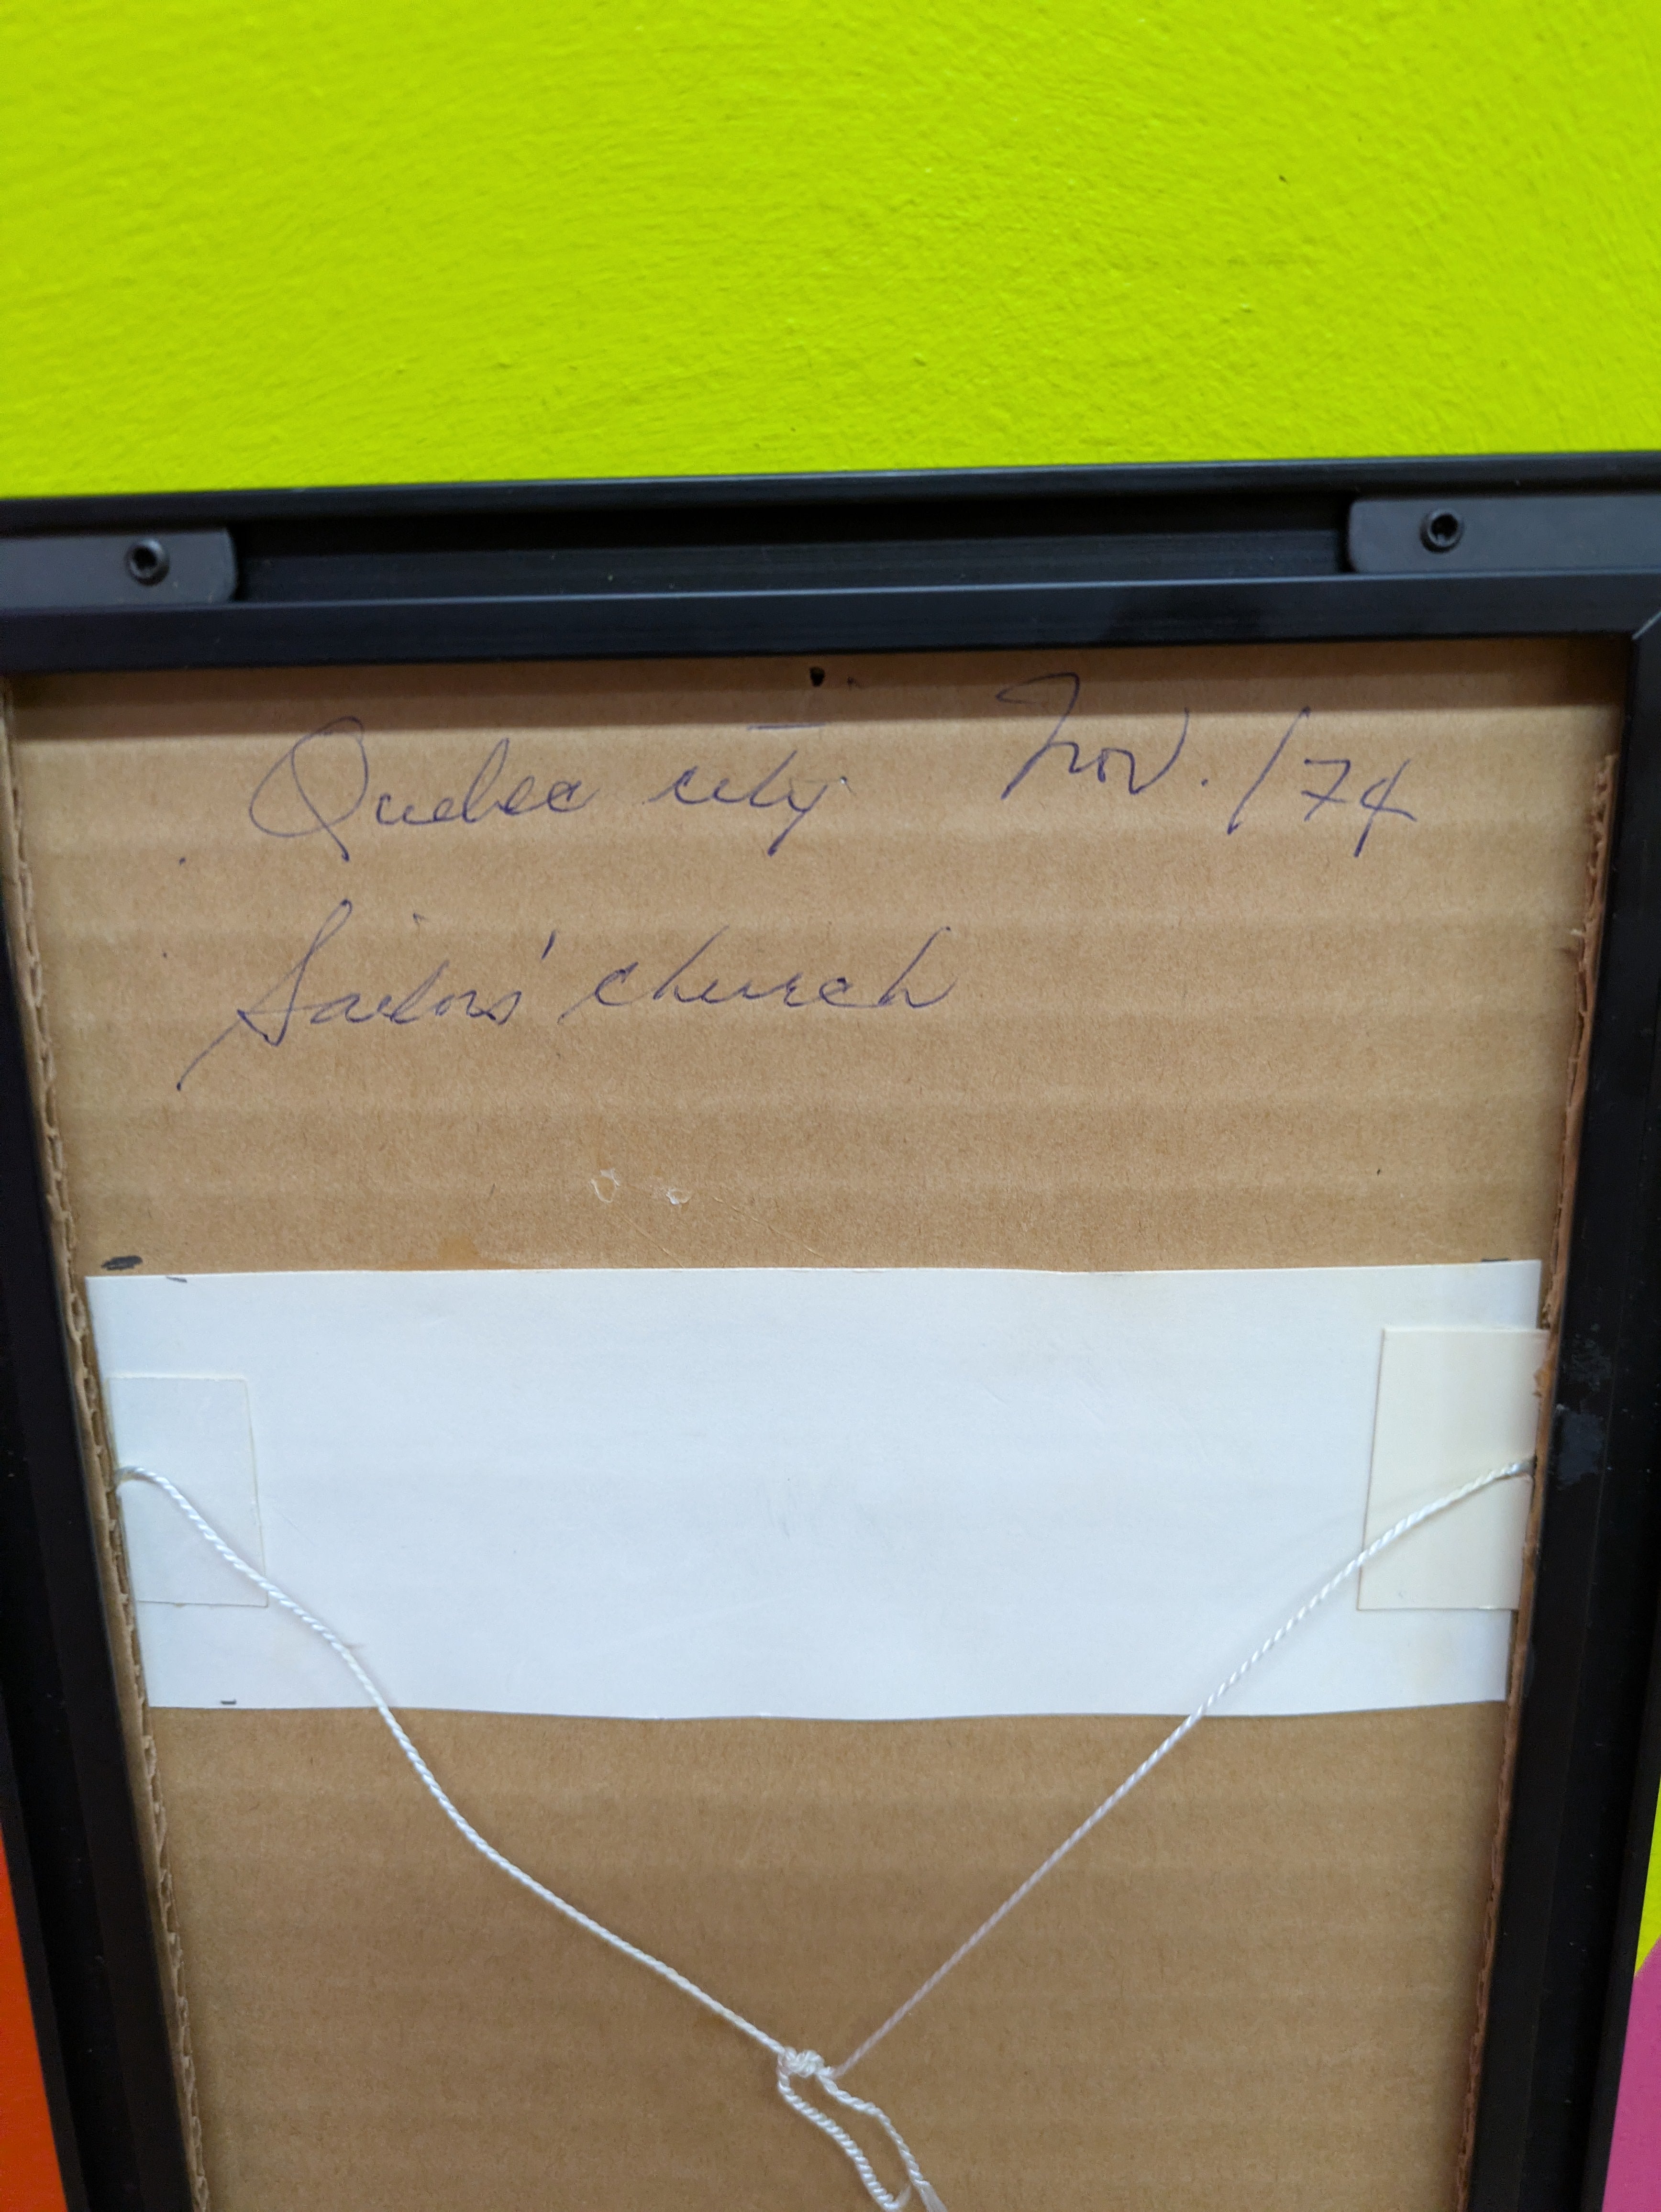 Quebec city Nov. /74
Sailors' church